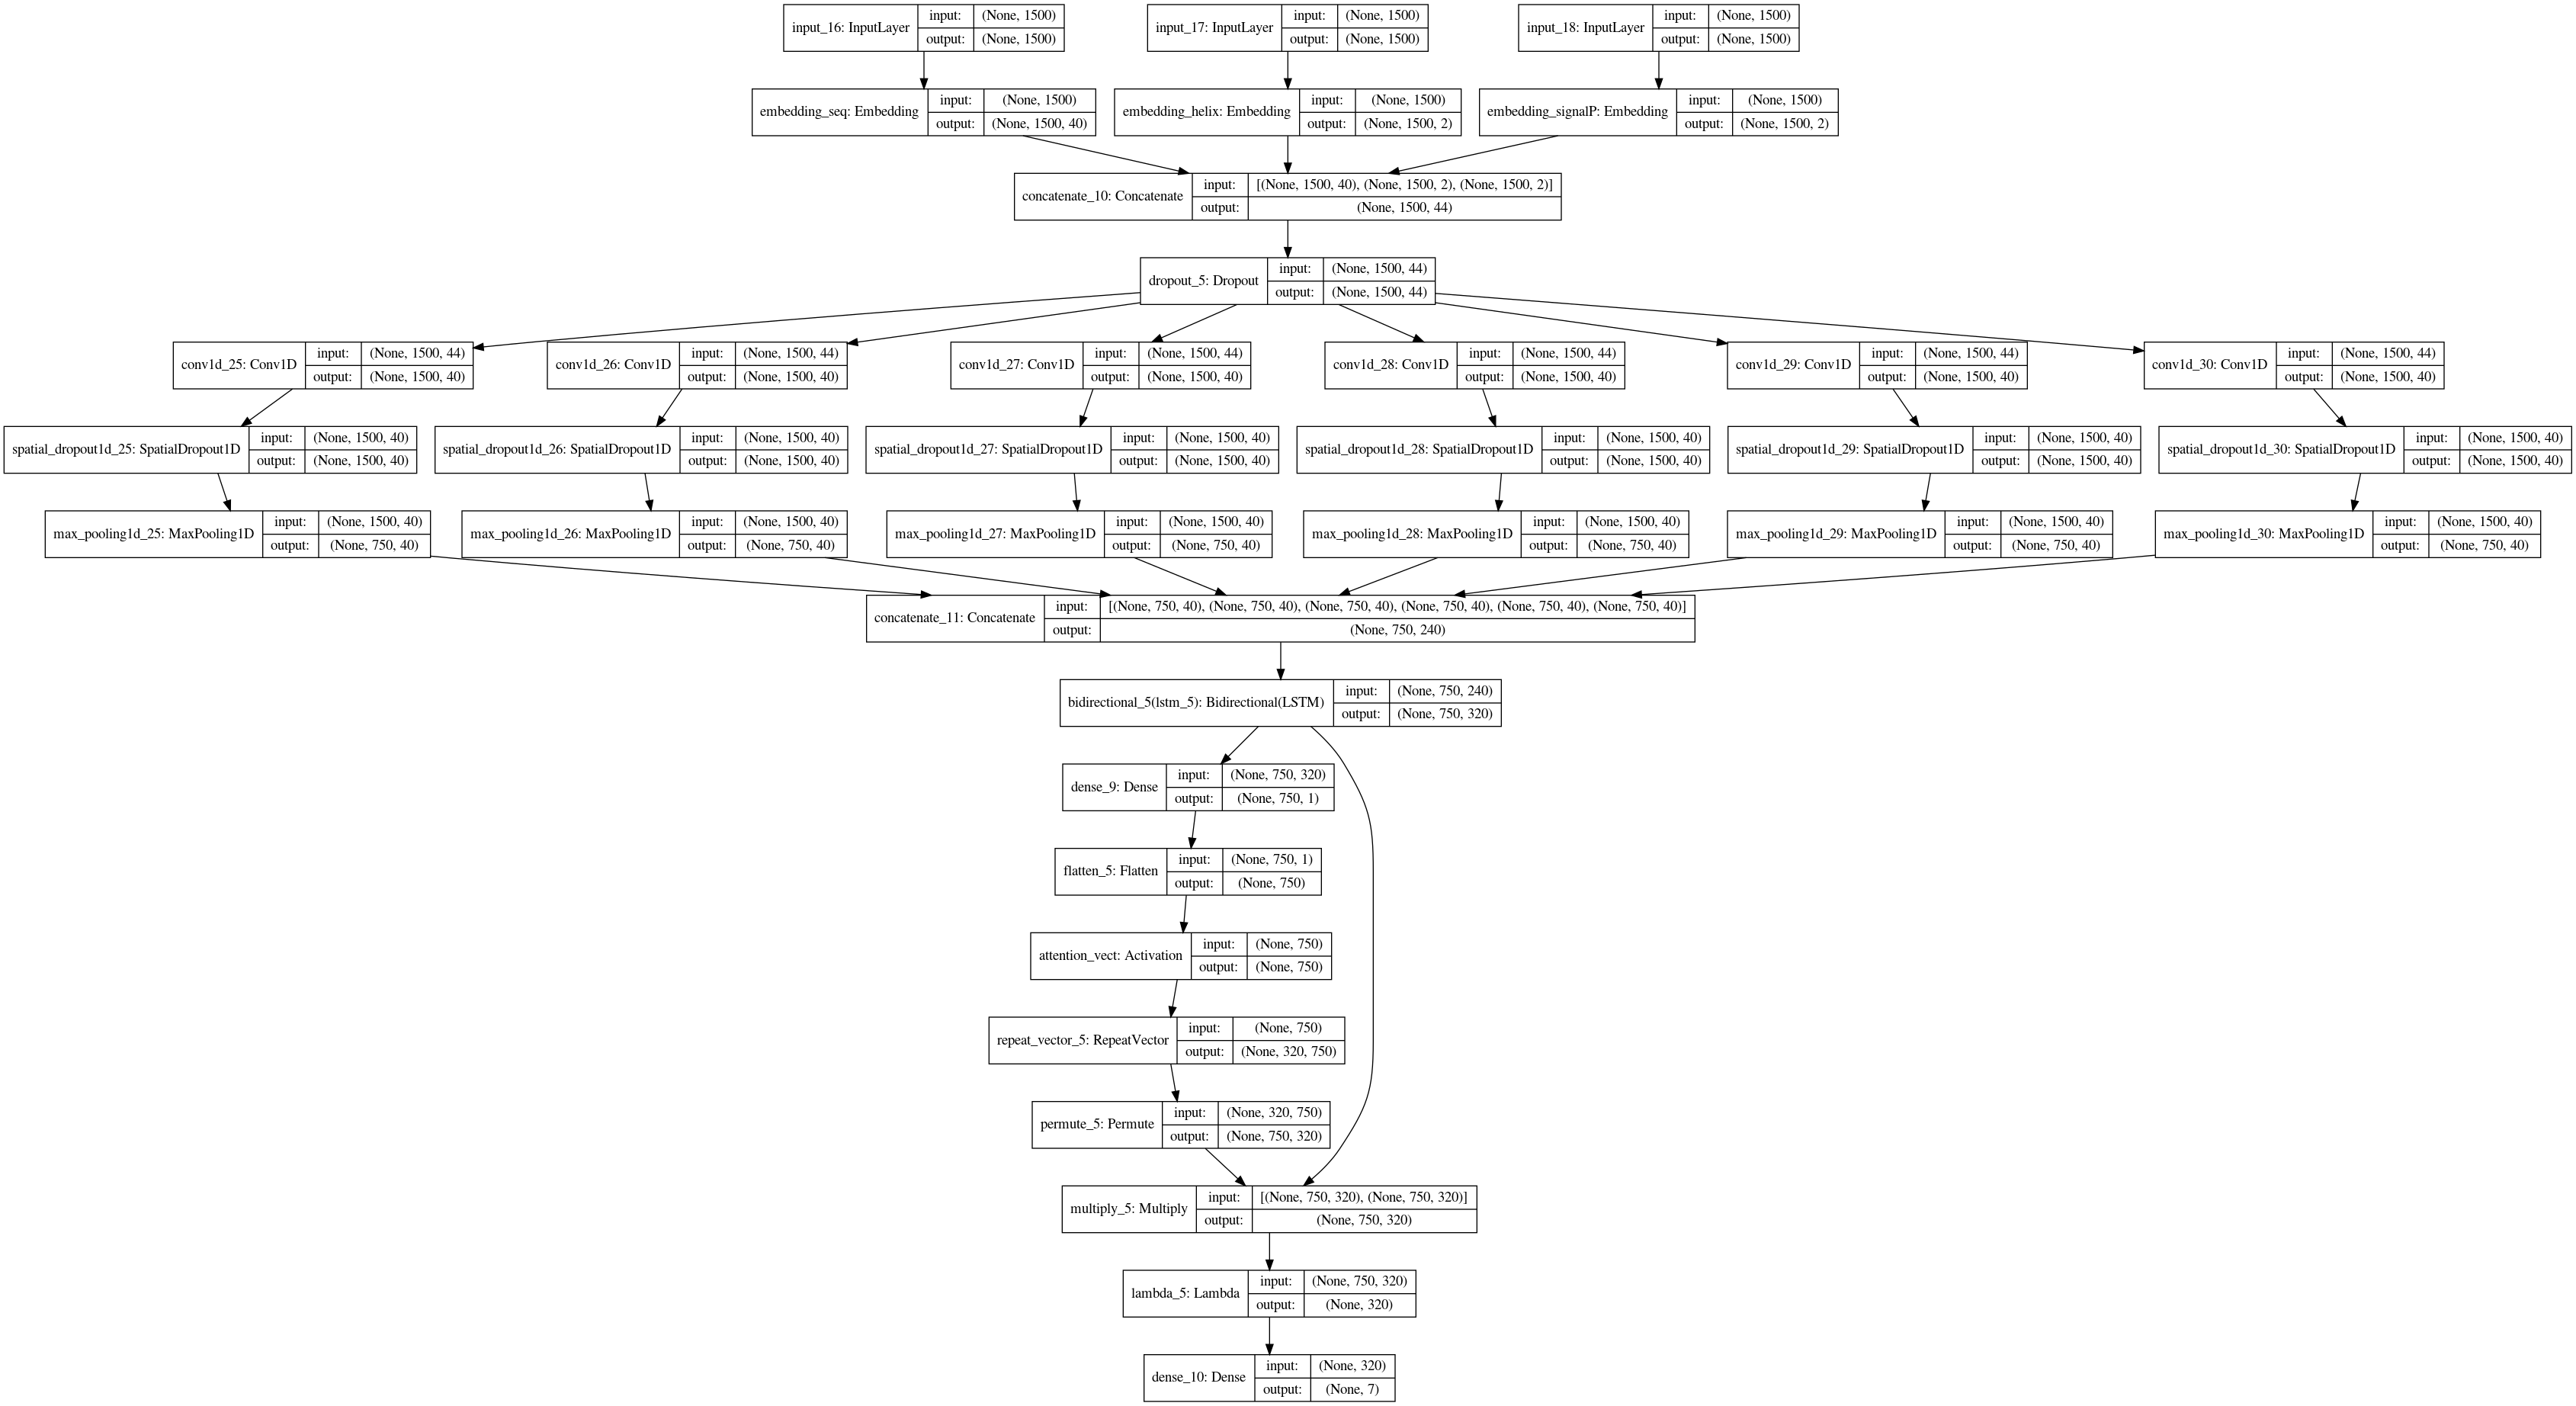 input_16: InputLayer input: (None, 1500) output: (None, 1500)
input_17: InputLayer input: (None, 1500) output: (None, 1500)
input_18: InputLayer input: (None, 1500) output: (None, 1500)
embedding_seq: Embedding input: (None, 1500) output: (None, 1500, 40)
embedding_helix: Embedding input: (None, 1500) output: (None, 1500, 2)
embedding_signalP: Embedding input: (None, 1500) output: (None, 1500, 2)
concatenate_10: Concatenate input: [(None, 1500, 40), (None, 1500, 2), (None, 1500, 2)] output: (None, 1500, 44)
dropout_5: Dropout input: (None, 1500, 44) output: (None, 1500, 44)
conv1d_25: Conv1D input: (None, 1500, 44) output: (None, 1500, 40)
conv1d_26: Conv1D input: (None, 1500, 44) output: (None, 1500, 40)
conv1d_27: Conv1D input: (None, 1500, 44) output: (None, 1500, 40)
conv1d_28: Conv1D input: (None, 1500, 44) output: (None, 1500, 40)
conv1d_29: Conv1D input: (None, 1500, 44) output: (None, 1500, 40)
conv1d_30: Conv1D input: (None, 1500, 44) output: (None, 1500, 40)
spatial_dropout1d_25: SpatialDropout1D input: (None, 1500, 40) output: (None, 1500, 40)
spatial_dropout1d_26: SpatialDropout1D input: (None, 1500, 40) output: (None, 1500, 40)
spatial_dropout1d_27: SpatialDropout1D input: (None, 1500, 40) output: (None, 1500, 40)
spatial_dropout1d_28: SpatialDropout1D input: (None, 1500, 40) output: (None, 1500, 40)
spatial_dropout1d_29: SpatialDropout1D input: (None, 1500, 40) output: (None, 1500, 40)
spatial_dropout1d_30: SpatialDropout1D input: (None, 1500, 40) output: (None, 1500, 40)
max_pooling1d_25: MaxPooling1D input: (None, 1500, 40) output: (None, 750, 40)
max_pooling1d_26: MaxPooling1D input: (None, 1500, 40) output: (None, 750, 40)
max_pooling1d_27: MaxPooling1D input: (None, 1500, 40) output: (None, 750, 40)
max_pooling1d_28: MaxPooling1D input: (None, 1500, 40) output: (None, 750, 40)
max_pooling1d_29: MaxPooling1D input: (None, 1500, 40) output: (None, 750, 40)
max_pooling1d_30: MaxPooling1D input: (None, 1500, 40) output: (None, 750, 40)
concatenate_11: Concatenate input: [(None, 750, 40), (None, 750, 40), (None, 750, 40), (None, 750, 40), (None, 750, 40), (None, 750, 40)] output: (None, 750, 240)
bidirectional_5(lstm_5): Bidirectional(LSTM) input: (None, 750, 240) output: (None, 750, 320)
dense_9: Dense input: (None, 750, 320) output: (None, 750, 1)
flatten_5: Flatten input: (None, 750, 1) output: (None, 750)
attention_vect: Activation input: (None, 750) output: (None, 750)
repeat_vector_5: RepeatVector input: (None, 750) output: (None, 320, 750)
permute_5: Permute input: (None, 320, 750) output: (None, 750, 320)
multiply_5: Multiply input: [(None, 750, 320), (None, 750, 320)] output: (None, 750, 320)
lambda_5: Lambda input: (None, 750, 320) output: (None, 320)
dense_10: Dense input: (None, 320) output: (None, 7)